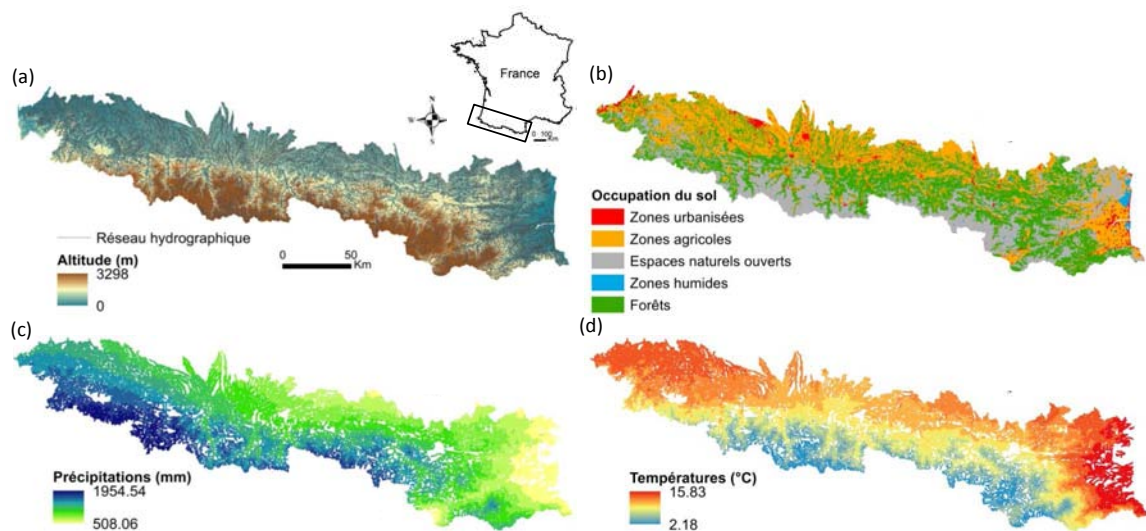 (a)
France
N
W
E
S
0 100
Km
Réseau hydrographique
Altitude (m)
3298
0
0
50
Km
(b)
Occupation du sol
Zones urbanisées
Zones agricoles
Espaces naturels ouverts
Zones humides
Forêts
(c)
Précipitations (mm)
1954.54
508.06
(d)
Températures (°C)
15.83
2.18